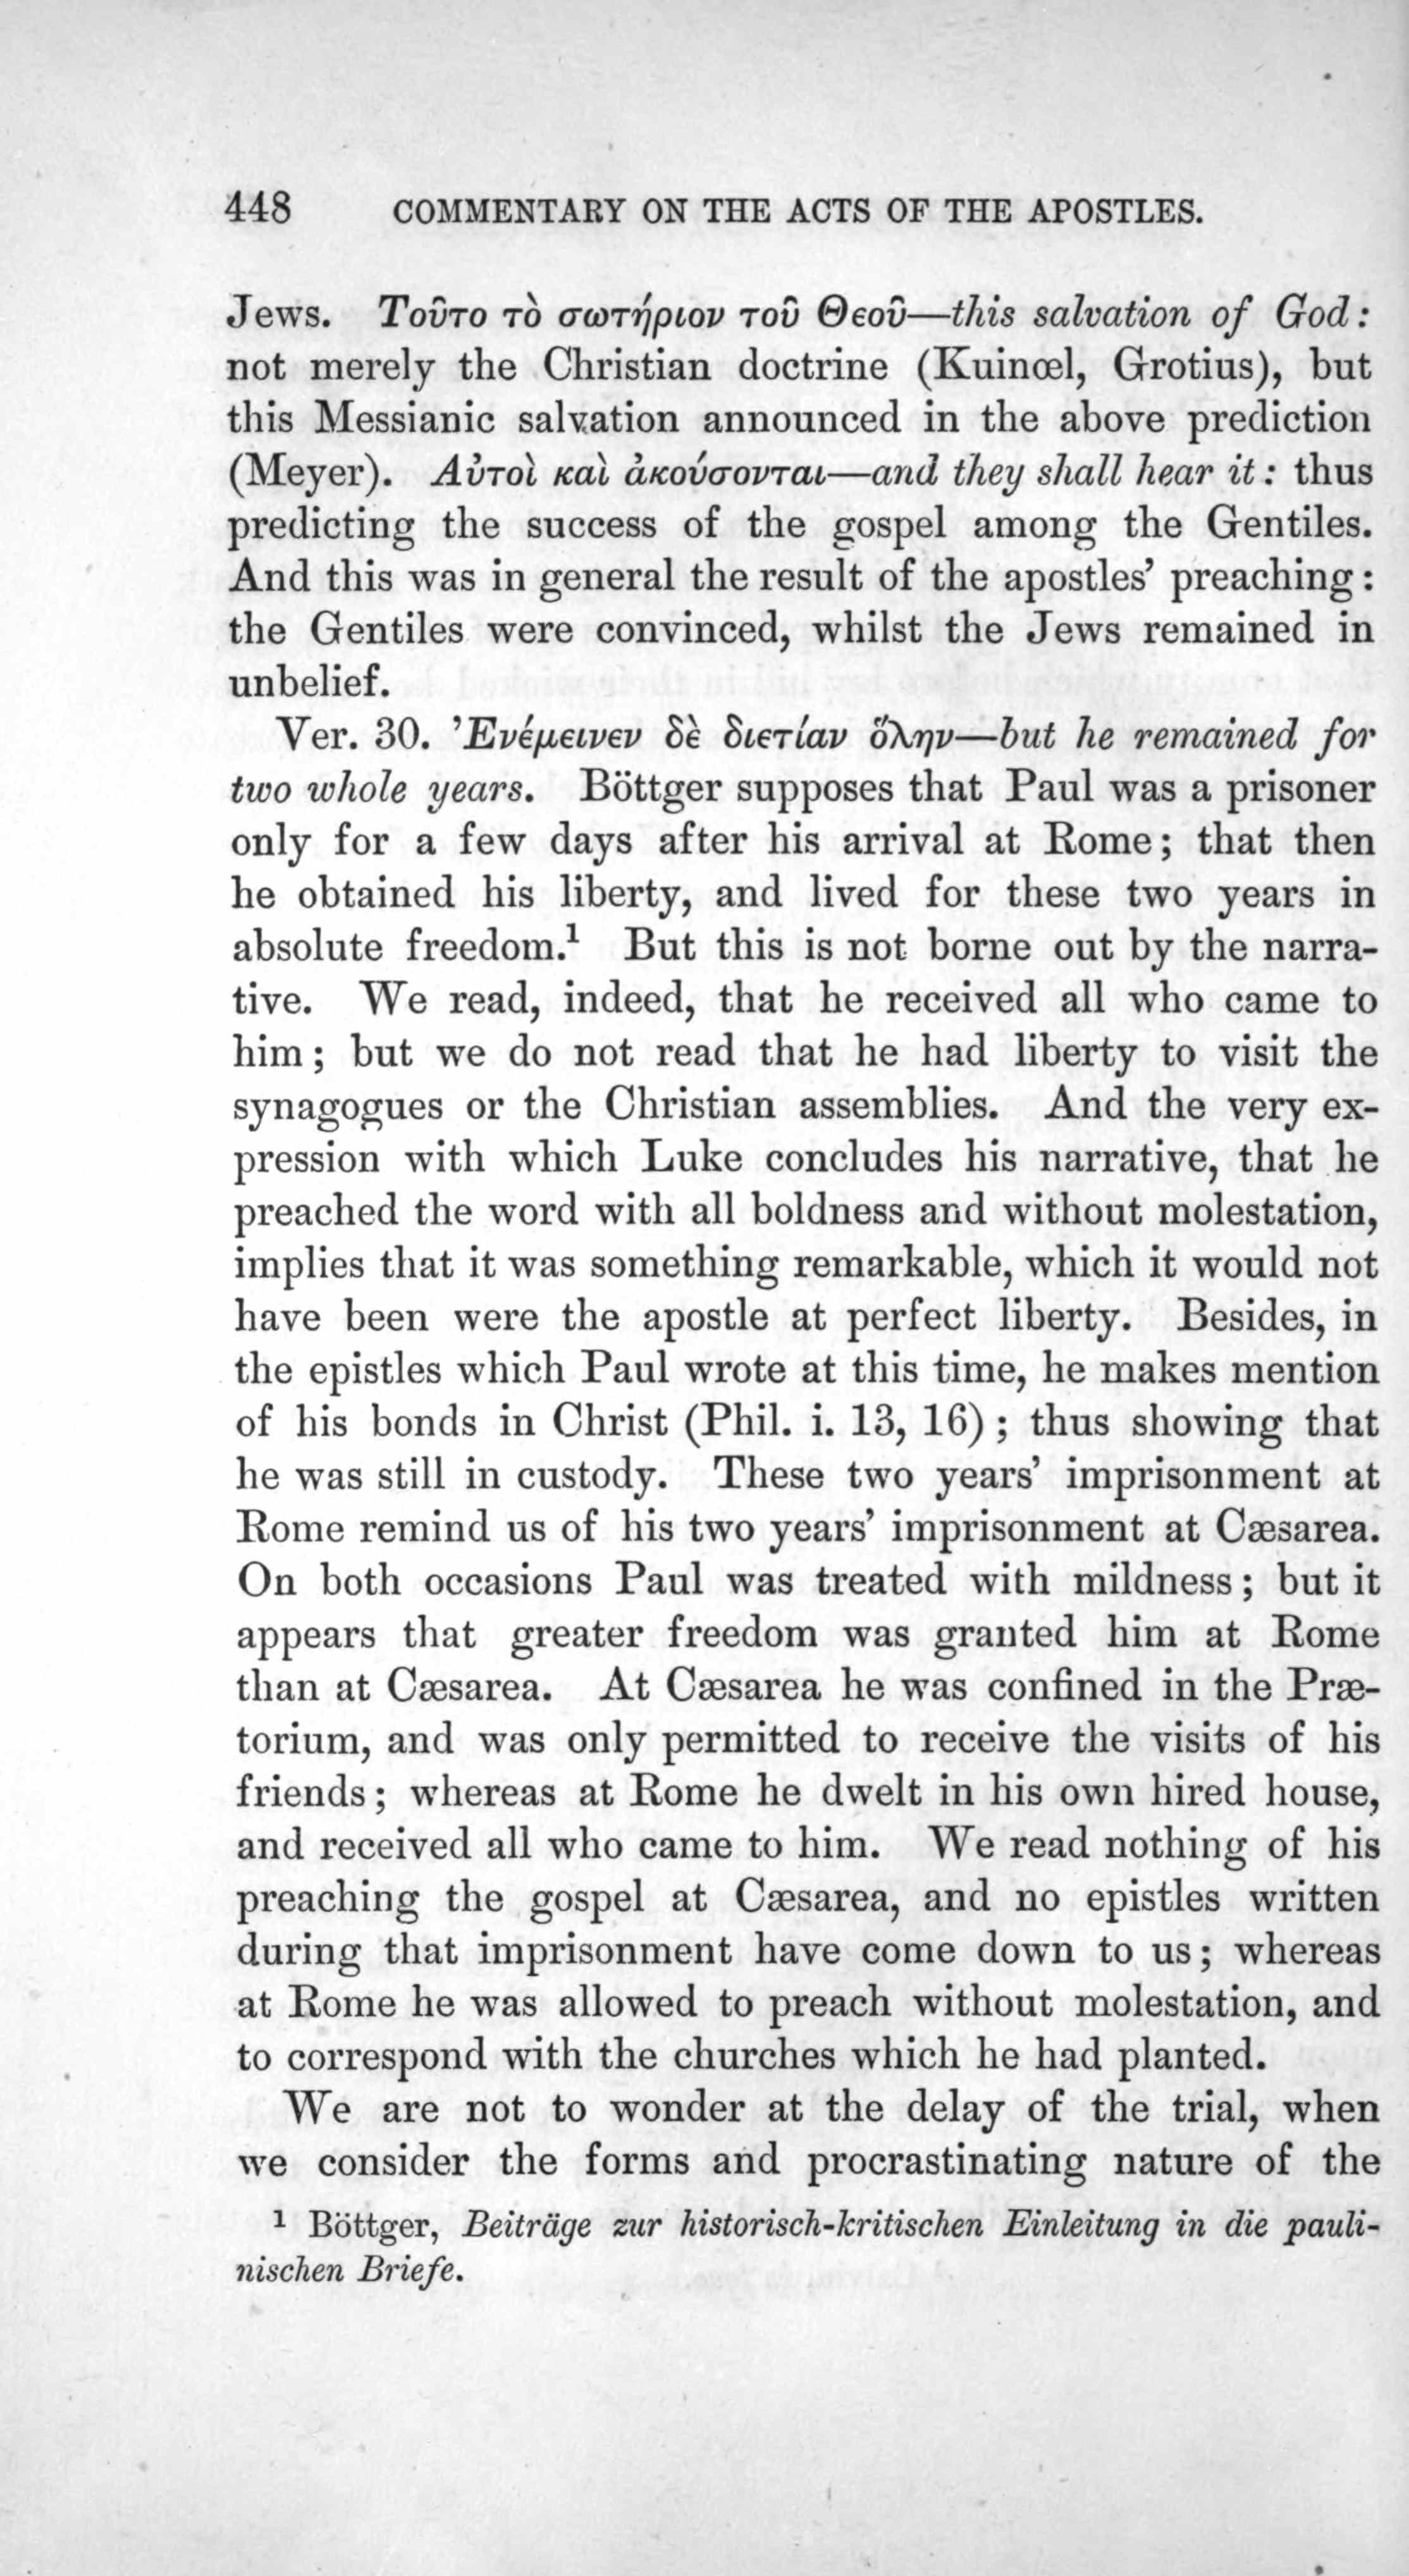 448 COMMENTARY ON THE ACTS OF THE APOSTLES.
Jews. Τοῦτο τὸ σωτήριον τοῦ Θεοῦ—this salvation of God:
not merely the Christian doctrine (Kuinœl, Grotius), but
this Messianic salvation announced in the above prediction
(Meyer). Αὐτοὶ καὶ ἀκούσονται—and they shall hear it: thus
predicting the success of the gospel among the Gentiles.
And this was in general the result of the apostles' preaching:
the Gentiles were convinced, whilst the Jews remained in
unbelief.
Ver. 30. Ἐνέμεινεν δὲ διετίαν ὅλην—but he remained for
two whole years. Böttger supposes that Paul was a prisoner
only for a few days after his arrival at Rome; that then
he obtained his liberty, and lived for these two years in
absolute freedom.¹ But this is not borne out by the narra-
tive. We read, indeed, that he received all who came to
him; but we do not read that he had liberty to visit the
synagogues or the Christian assemblies. And the very ex-
pression with which Luke concludes his narrative, that he
preached the word with all boldness and without molestation,
implies that it was something remarkable, which it would not
have been were the apostle at perfect liberty. Besides, in
the epistles which Paul wrote at this time, he makes mention
of his bonds in Christ (Phil. i. 13, 16); thus showing that
he was still in custody. These two years' imprisonment at
Rome remind us of his two years' imprisonment at Cæsarea.
On both occasions Paul was treated with mildness; but it
appears that greater freedom was granted him at Rome
than at Cæsarea. At Cæsarea he was confined in the Præ-
torium, and was only permitted to receive the visits of his
friends; whereas at Rome he dwelt in his own hired house,
and received all who came to him. We read nothing of his
preaching the gospel at Cæsarea, and no epistles written
during that imprisonment have come down to us; whereas
at Rome he was allowed to preach without molestation, and
to correspond with the churches which he had planted.
We are not to wonder at the delay of the trial, when
we consider the forms and procrastinating nature of the
¹ Böttger, Beiträge zur historisch-kritischen Einleitung in die pauli-
nischen Briefe.